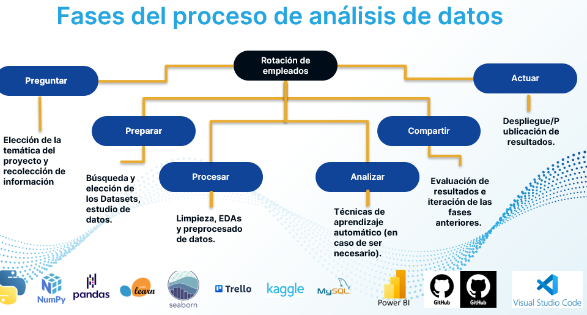 Fases del proceso de análisis de datos
Rotación de
empleados
Preguntar
Actuar
Preparar
Compartir
Procesar
Analizar
Elección de la
temática del
proyecto y
recolección de
información
Búsqueda y
elección de
los Datasets,
estudio de
datos.
Limpieza, EDAs
y preprocesado
de datos.
Técnicas de
aprendizaje
automático (en
caso de ser
necesario).
Evaluación de
resultados e
iteración de las
fases
anteriores.
Despliegue/P
ublicación de
resultados.
NumPy
pandas
learn
seaborn
Trello
kaggle
MySQL
Power BI
GitHub
GitHub
Visual Studio Code